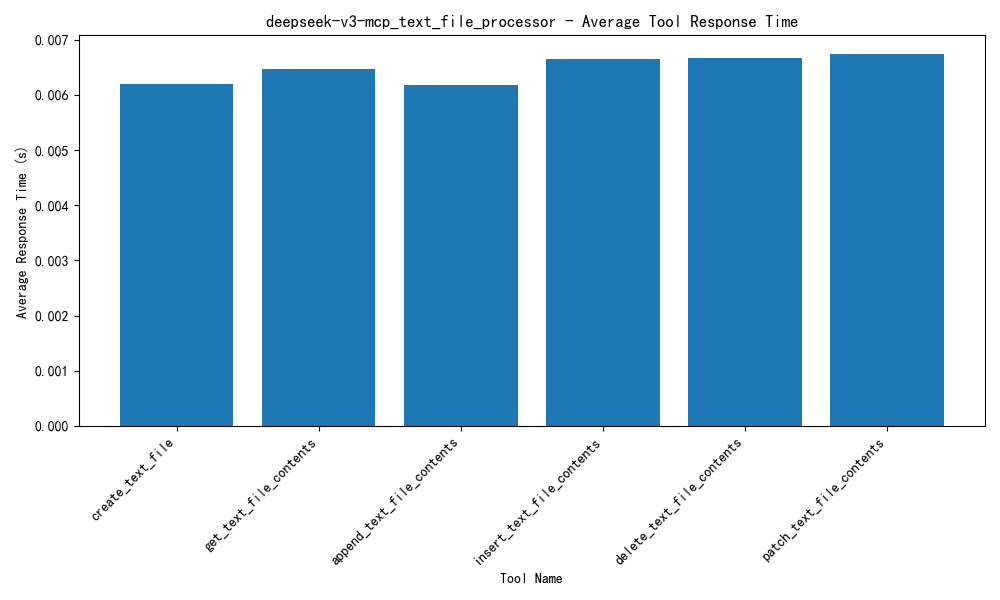 deepseek-v3-mcp_text_file_processor - Average Tool Response Time
Average Response Time (s)
0.007
0.006
0.005
0.004
0.003
0.002
0.001
0.000
create_text_file
get_text_file_contents
append_text_file_contents
insert_text_file_contents
delete_text_file_contents
patch_text_file_contents
Tool Name